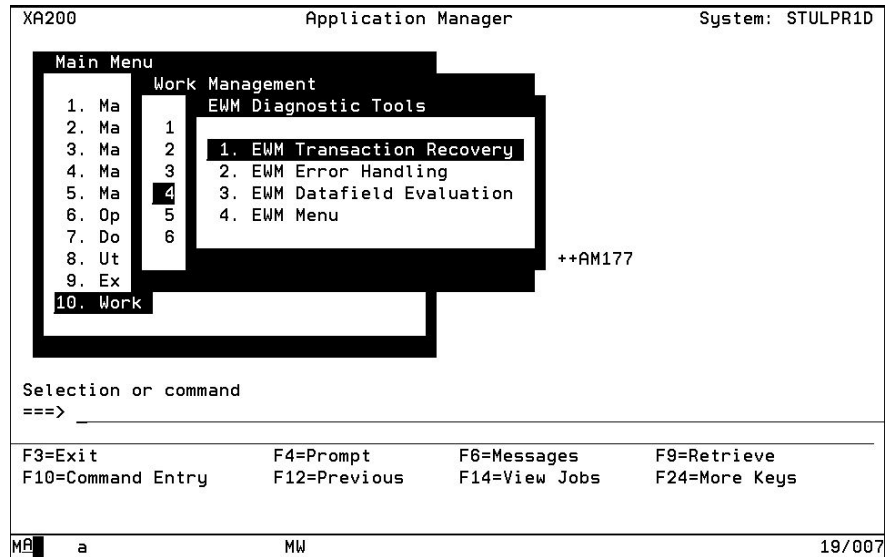 XA200 Application Manager System: STULPR1D
Main Menu
Work Management
EWM Diagnostic Tools
1. Ma
2. Ma 1
3. Ma 2 1. EWM Transaction Recovery
4. Ma 3 2. EWM Error Handling
5. Ma 4 3. EWM Datafield Evaluation
6. Op 5 4. EWM Menu
7. Do 6
8. Ut ++AM177
9. Ex
10. Work
Selection or command
===> _
F3=Exit F4=Prompt F6=Messages F9=Retrieve
F10=Command Entry F12=Previous F14=View Jobs F24=More Keys
MA a MW 19/007